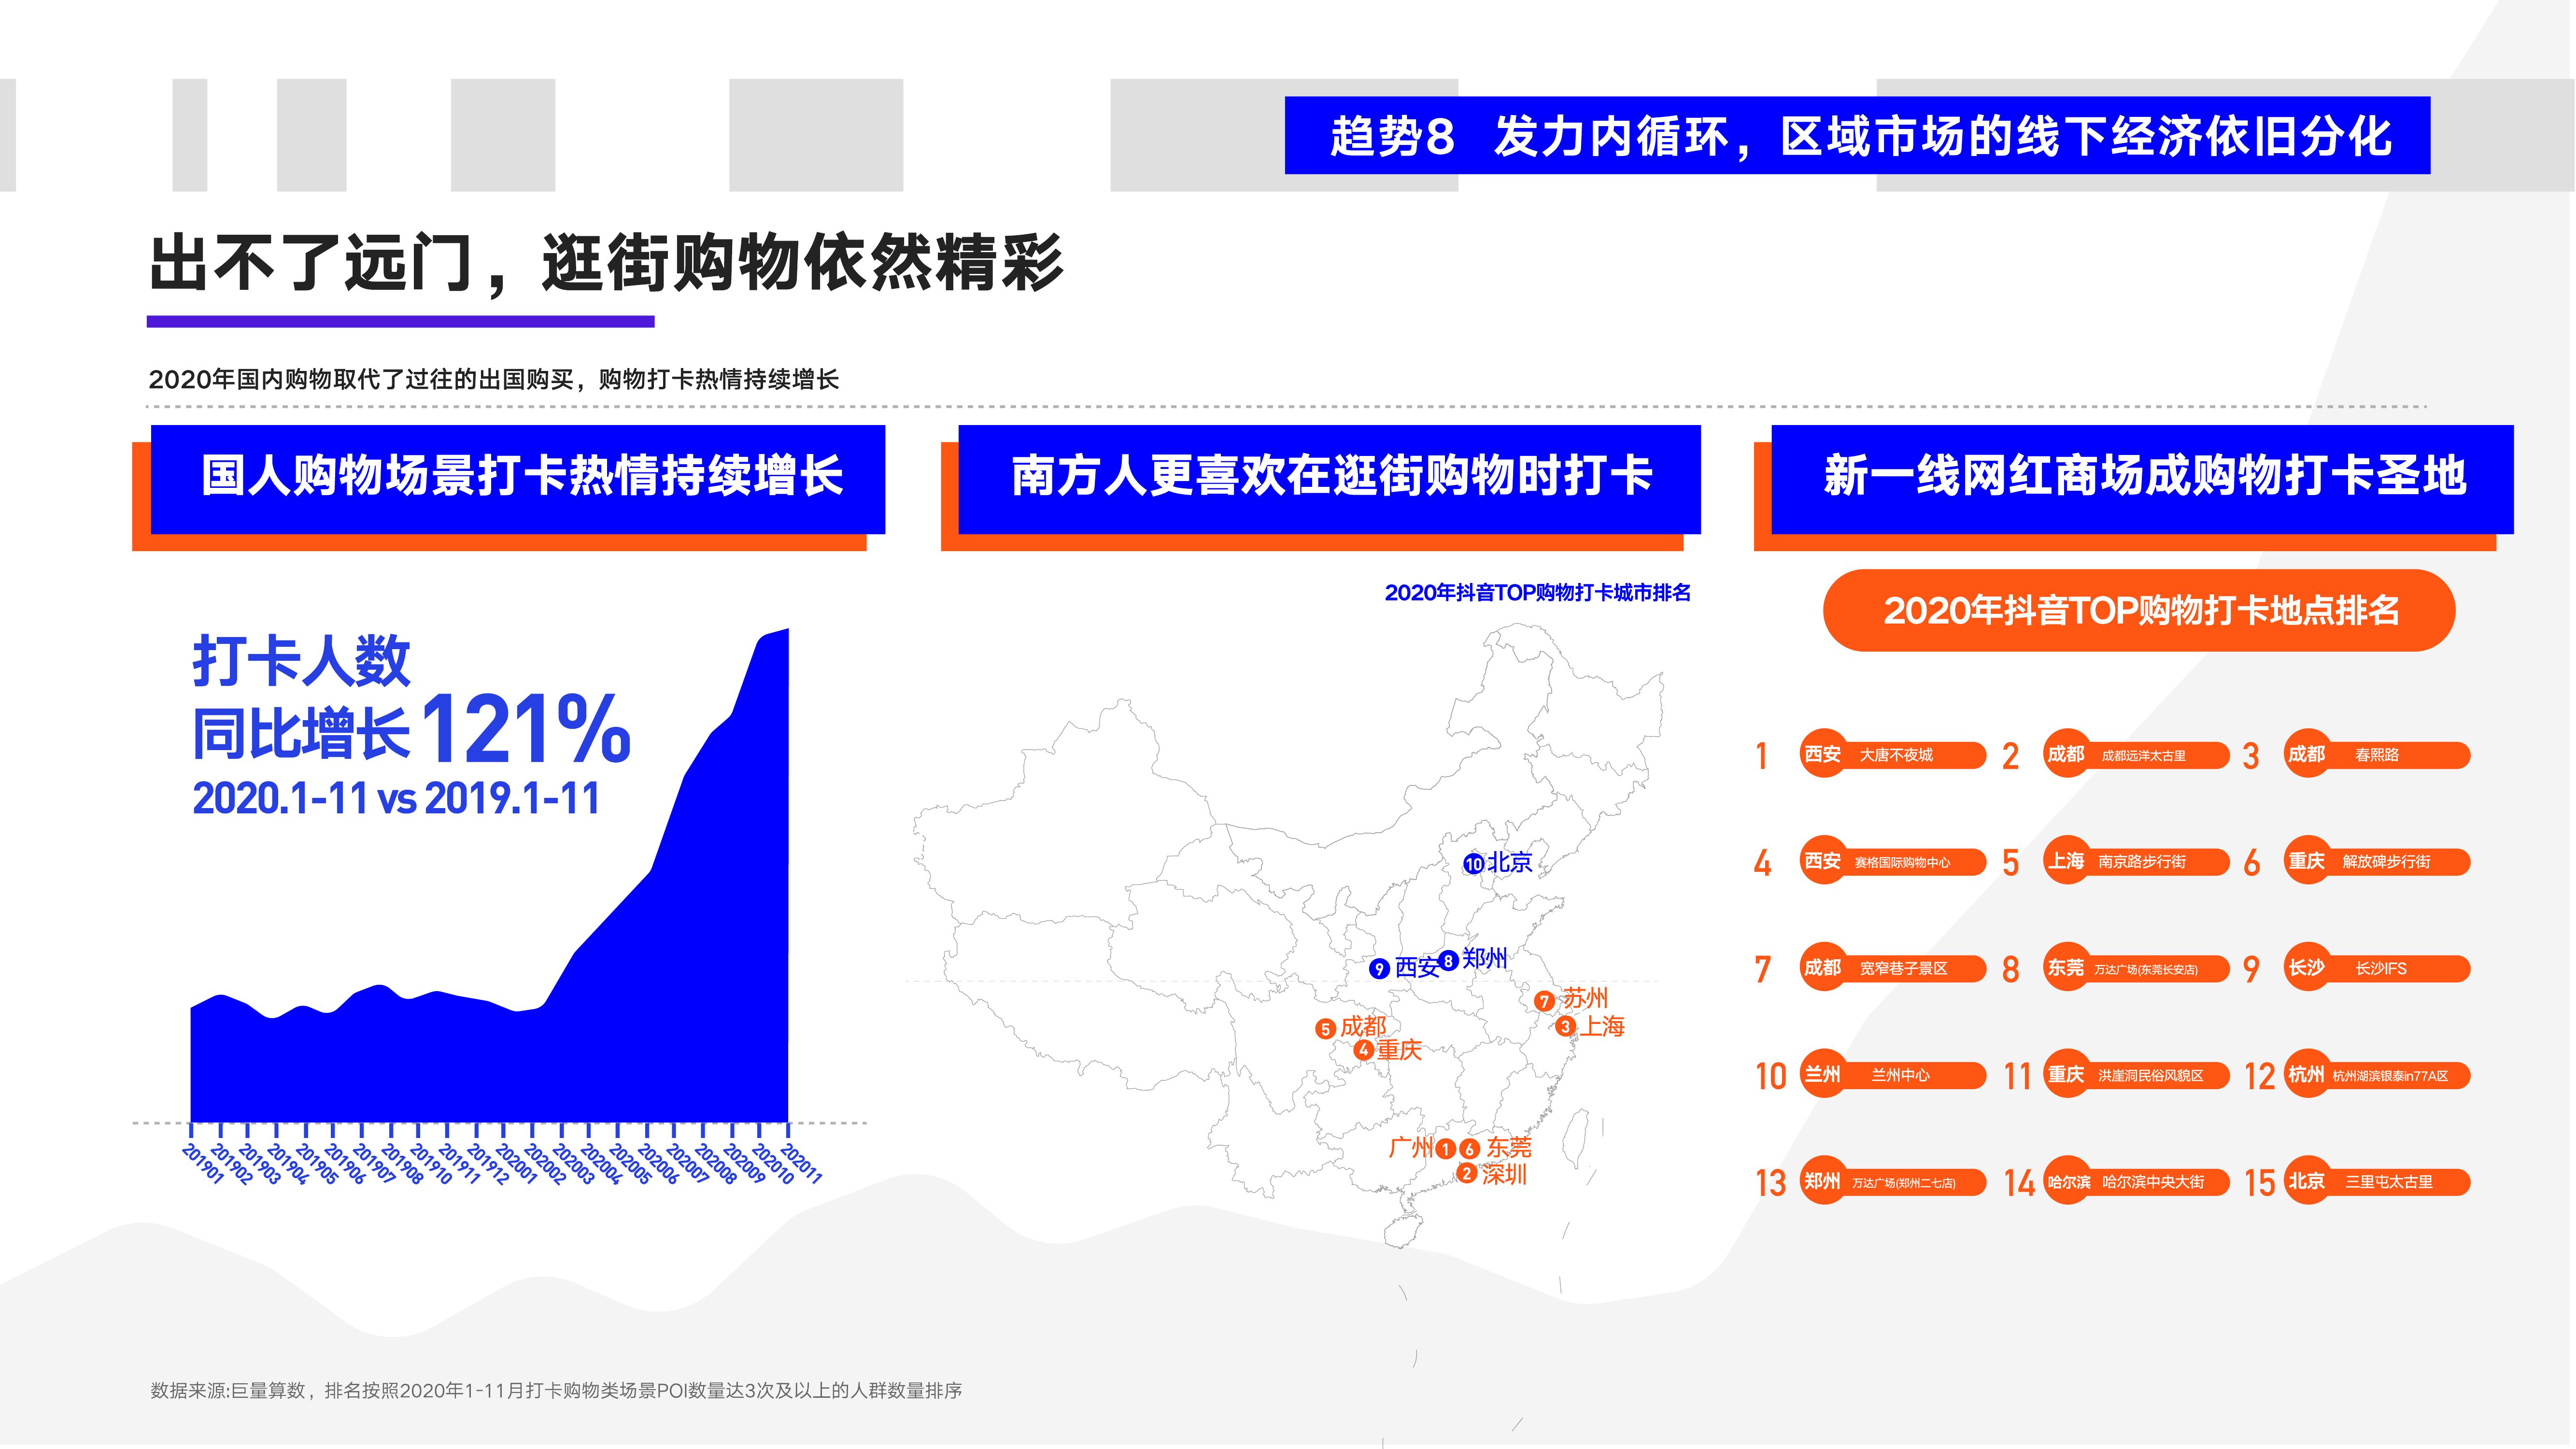 趋势8 发力内循环，区域市场的线下经济依旧分化
出不了远门，逛街购物依然精彩
2020年国内购物取代了过往的出国购买，购物打卡热情持续增长
国人购物场景打卡热情持续增长
打卡人数
同比增长121%
2020.1-11 vs 2019.1-11
201901
201902
201903
201904
201905
201906
201907
201908
201910
201911
201912
202001
202002
202003
202004
202005
202006
202007
202008
202009
202010
202011
南方人更喜欢在逛街购物时打卡
2020年抖音TOP购物打卡城市排名
10 北京
9 西安
8 郑州
7 苏州
3 上海
5 成都
4 重庆
广州 1
6 东莞
2 深圳
新一线网红商场成购物打卡圣地
2020年抖音TOP购物打卡地点排名
1 西安 大唐不夜城
2 成都 成都远洋太古里
3 成都 春熙路
4 西安 赛格国际购物中心
5 上海 南京路步行街
6 重庆 解放碑步行街
7 成都 宽窄巷子景区
8 东莞 万达广场(东莞长安店)
9 长沙 长沙IFS
10 兰州 兰州中心
11 重庆 洪崖洞民俗风貌区
12 杭州 杭州湖滨银泰in77A区
13 郑州 万达广场(郑州二七店)
14 哈尔滨 哈尔滨中央大街
15 北京 三里屯太古里
数据来源:巨量算数，排名按照2020年1-11月打卡购物类场景POI数量达3次及以上的人群数量排序